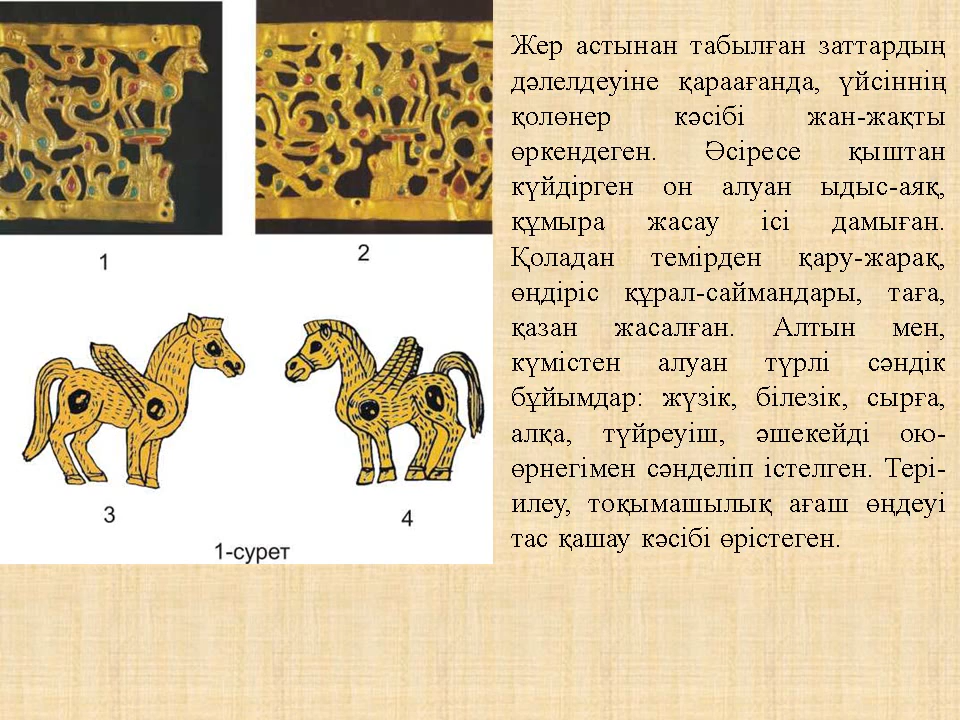 1
2
3
4
1-сурет
Жер астынан табылған заттардың
дәлелдеуіне қараағанда, үйсіннің
қолөнер кәсібі жан-жақты
өркендеген. Әсіресе қыштан
күйдірген он алуан ыдыс-аяқ,
құмыра жасау ісі дамыған.
Қоладан темірден қару-жарақ,
өңдіріс құрал-саймандары, таға,
қазан жасалған. Алтын мен,
күмістен алуан түрлі сәндік
бұйымдар: жүзік, білезік, сырға,
алқа, түйреуіш, әшекейді ою-
өрнегімен сәнделіп істелген. Тері-
илеу, тоқымашылық ағаш өңдеуі
тас қашау кәсібі өрістеген.